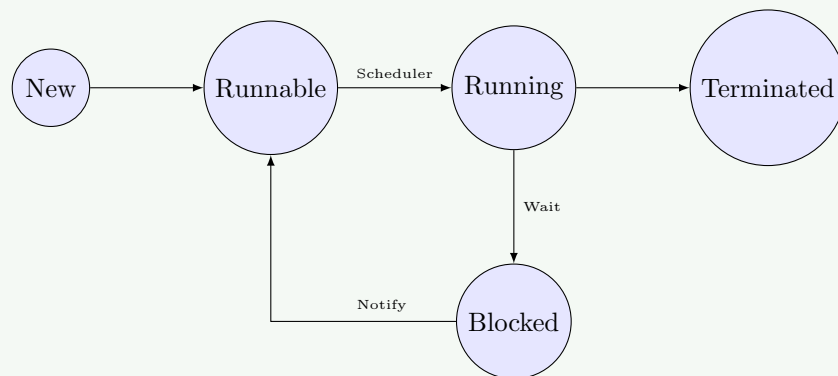 New
Runnable
Scheduler
Running
Terminated
Wait
Notify
Blocked